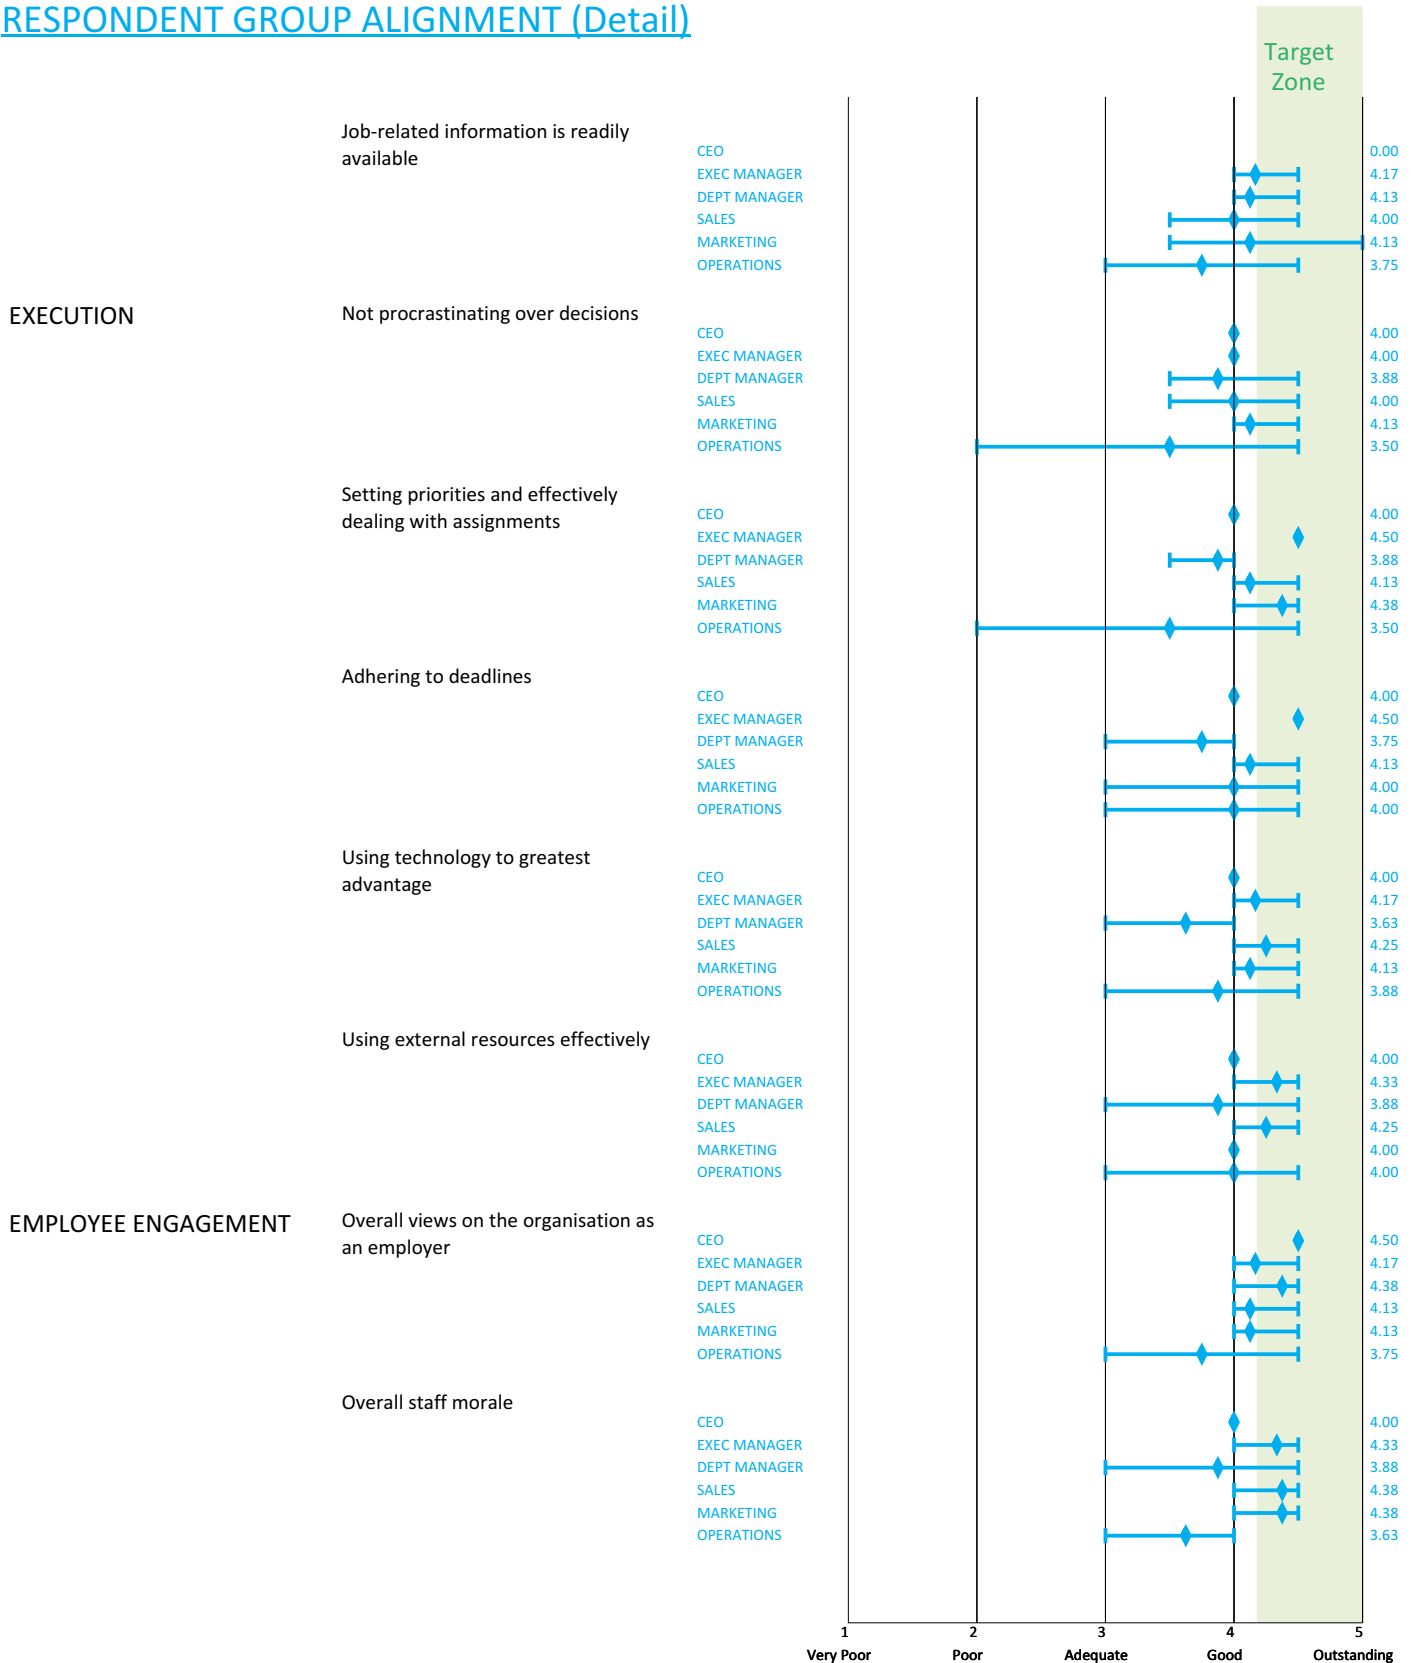 RESPONDENT GROUP ALIGNMENT (Detail)
Target
Zone
Job-related information is readily
available
CEO 0.00
EXEC MANAGER 4.17
DEPT MANAGER 4.13
SALES 4.00
MARKETING 4.13
OPERATIONS 3.75
EXECUTION
Not procrastinating over decisions
CEO 4.00
EXEC MANAGER 4.00
DEPT MANAGER 3.88
SALES 4.00
MARKETING 4.13
OPERATIONS 3.50
Setting priorities and effectively
dealing with assignments
CEO 4.00
EXEC MANAGER 4.50
DEPT MANAGER 3.88
SALES 4.13
MARKETING 4.38
OPERATIONS 3.50
Adhering to deadlines
CEO 4.00
EXEC MANAGER 4.50
DEPT MANAGER 3.75
SALES 4.13
MARKETING 4.00
OPERATIONS 4.00
Using technology to greatest
advantage
CEO 4.00
EXEC MANAGER 4.17
DEPT MANAGER 3.63
SALES 4.25
MARKETING 4.13
OPERATIONS 3.88
Using external resources effectively
CEO 4.00
EXEC MANAGER 4.33
DEPT MANAGER 3.88
SALES 4.25
MARKETING 4.00
OPERATIONS 4.00
EMPLOYEE ENGAGEMENT
Overall views on the organisation as
an employer
CEO 4.50
EXEC MANAGER 4.17
DEPT MANAGER 4.38
SALES 4.13
MARKETING 4.13
OPERATIONS 3.75
Overall staff morale
CEO 4.00
EXEC MANAGER 4.33
DEPT MANAGER 3.88
SALES 4.38
MARKETING 4.38
OPERATIONS 3.63
1 2 3 4 5
Very Poor Poor Adequate Good Outstanding